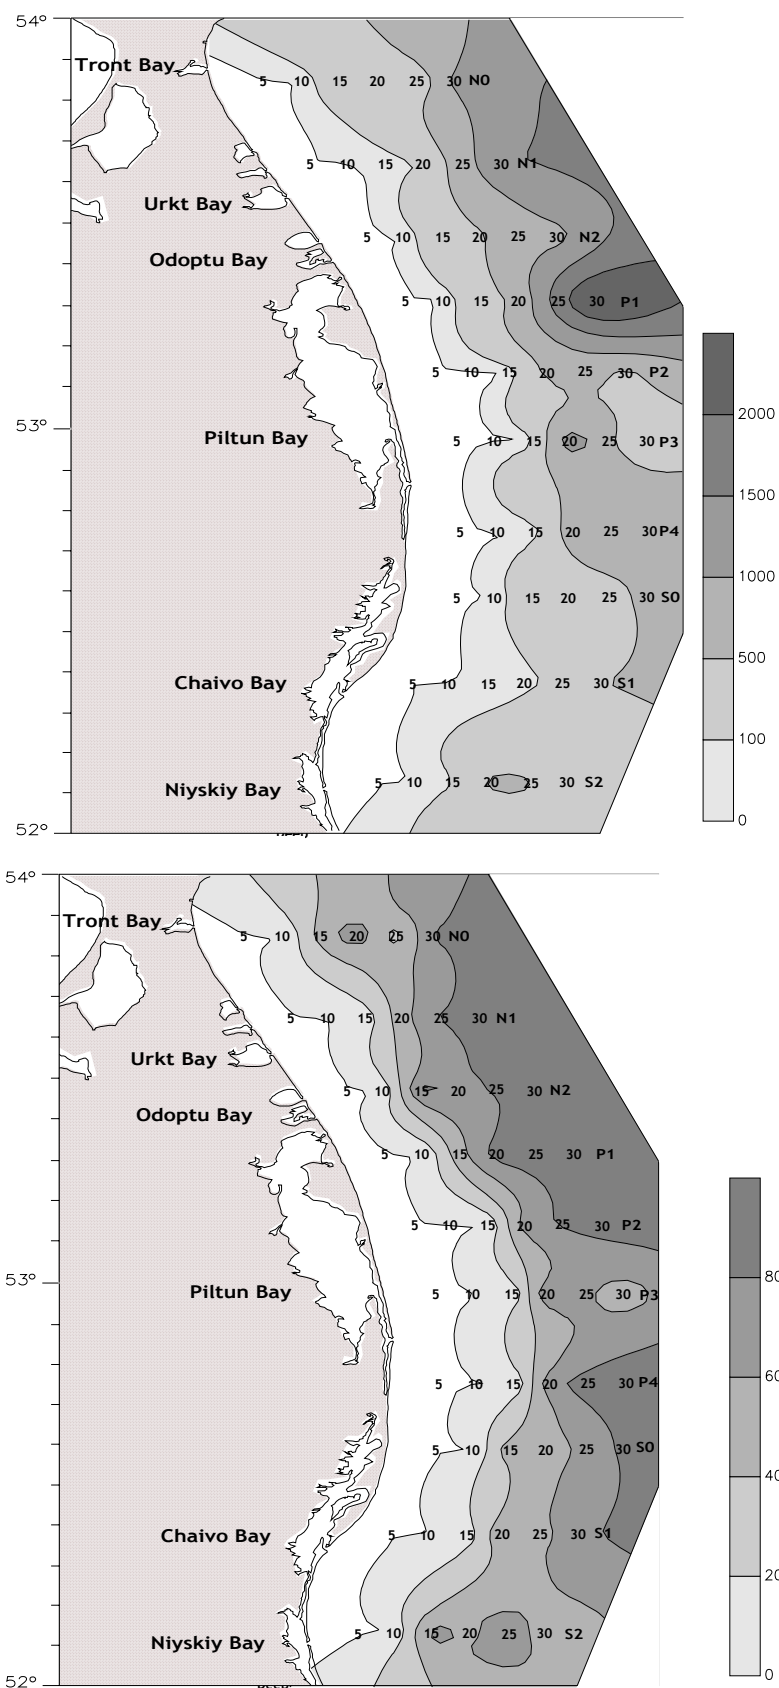 54°
Tront Bay
5 10 15 20 25 30 N0
5 10 15 20 25 30 N1
Urkt Bay
5 10 15 20 25 30 N2
Odoptu Bay
5 10 15 20 25 30 P1
5 10 15 20 25 30 P2
2000
53°
Piltun Bay
5 10 15 20 25 30 P3
1500
5 10 15 20 25 30 P4
1000
5 10 15 20 25 30 S0
500
Chaivo Bay
5 10 15 20 25 30 S1
100
Niyskiy Bay
5 10 15 20 25 30 S2
0
52°
54°
Tront Bay
5 10 15 20 25 30 N0
5 10 15 20 25 30 N1
Urkt Bay
5 10 15 20 25 30 N2
Odoptu Bay
5 10 15 20 25 30 P1
5 10 15 20 25 30 P2
80
53°
Piltun Bay
5 10 15 20 25 30 P3
60
5 10 15 20 25 30 P4
5 10 15 20 25 30 S0
40
Chaivo Bay
5 10 15 20 25 30 S1
20
Niyskiy Bay
5 10 15 20 25 30 S2
0
52°